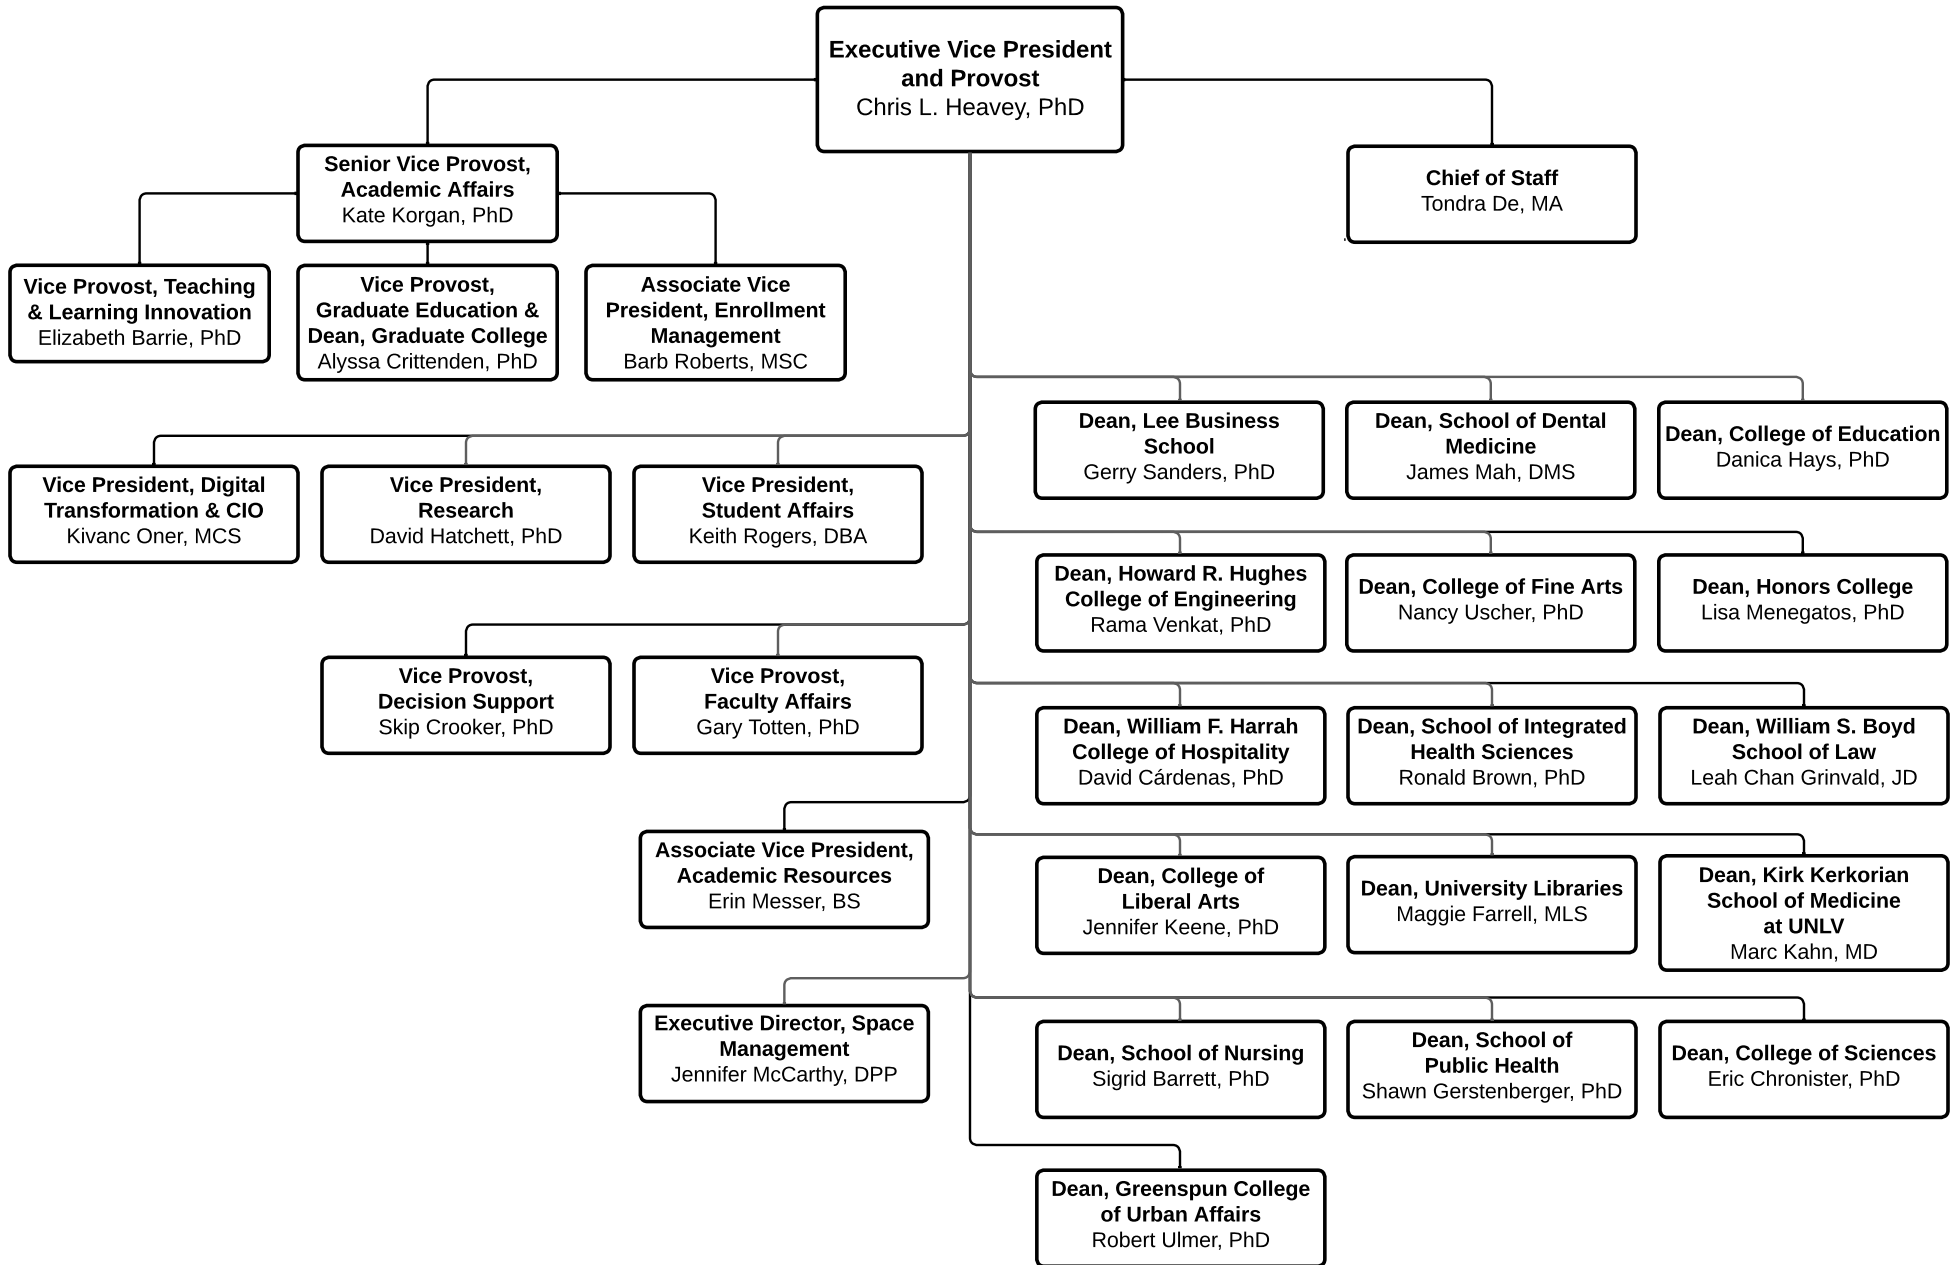 Executive Vice President
and Provost
Chris L. Heavey, PhD
Senior Vice Provost,
Academic Affairs
Kate Korgan, PhD
Chief of Staff
Tondra De, MA
Vice Provost, Teaching
& Learning Innovation
Elizabeth Barrie, PhD
Vice Provost,
Graduate Education &
Dean, Graduate College
Alyssa Crittenden, PhD
Associate Vice
President, Enrollment
Management
Barb Roberts, MSC
Dean, Lee Business
School
Gerry Sanders, PhD
Dean, School of Dental
Medicine
James Mah, DMS
Dean, College of Education
Danica Hays, PhD
Vice President, Digital
Transformation & CIO
Kivanc Oner, MCS
Vice President,
Research
David Hatchett, PhD
Vice President,
Student Affairs
Keith Rogers, DBA
Dean, Howard R. Hughes
College of Engineering
Rama Venkat, PhD
Dean, College of Fine Arts
Nancy Uscher, PhD
Dean, Honors College
Lisa Menegatos, PhD
Vice Provost,
Decision Support
Skip Crooker, PhD
Vice Provost,
Faculty Affairs
Gary Totten, PhD
Dean, William F. Harrah
College of Hospitality
David Cárdenas, PhD
Dean, School of Integrated
Health Sciences
Ronald Brown, PhD
Dean, William S. Boyd
School of Law
Leah Chan Grinvald, JD
Associate Vice President,
Academic Resources
Erin Messer, BS
Dean, College of
Liberal Arts
Jennifer Keene, PhD
Dean, University Libraries
Maggie Farrell, MLS
Dean, Kirk Kerkorian
School of Medicine
at UNLV
Marc Kahn, MD
Executive Director, Space
Management
Jennifer McCarthy, DPP
Dean, School of Nursing
Sigrid Barrett, PhD
Dean, School of
Public Health
Shawn Gerstenberger, PhD
Dean, College of Sciences
Eric Chronister, PhD
Dean, Greenspun College
of Urban Affairs
Robert Ulmer, PhD